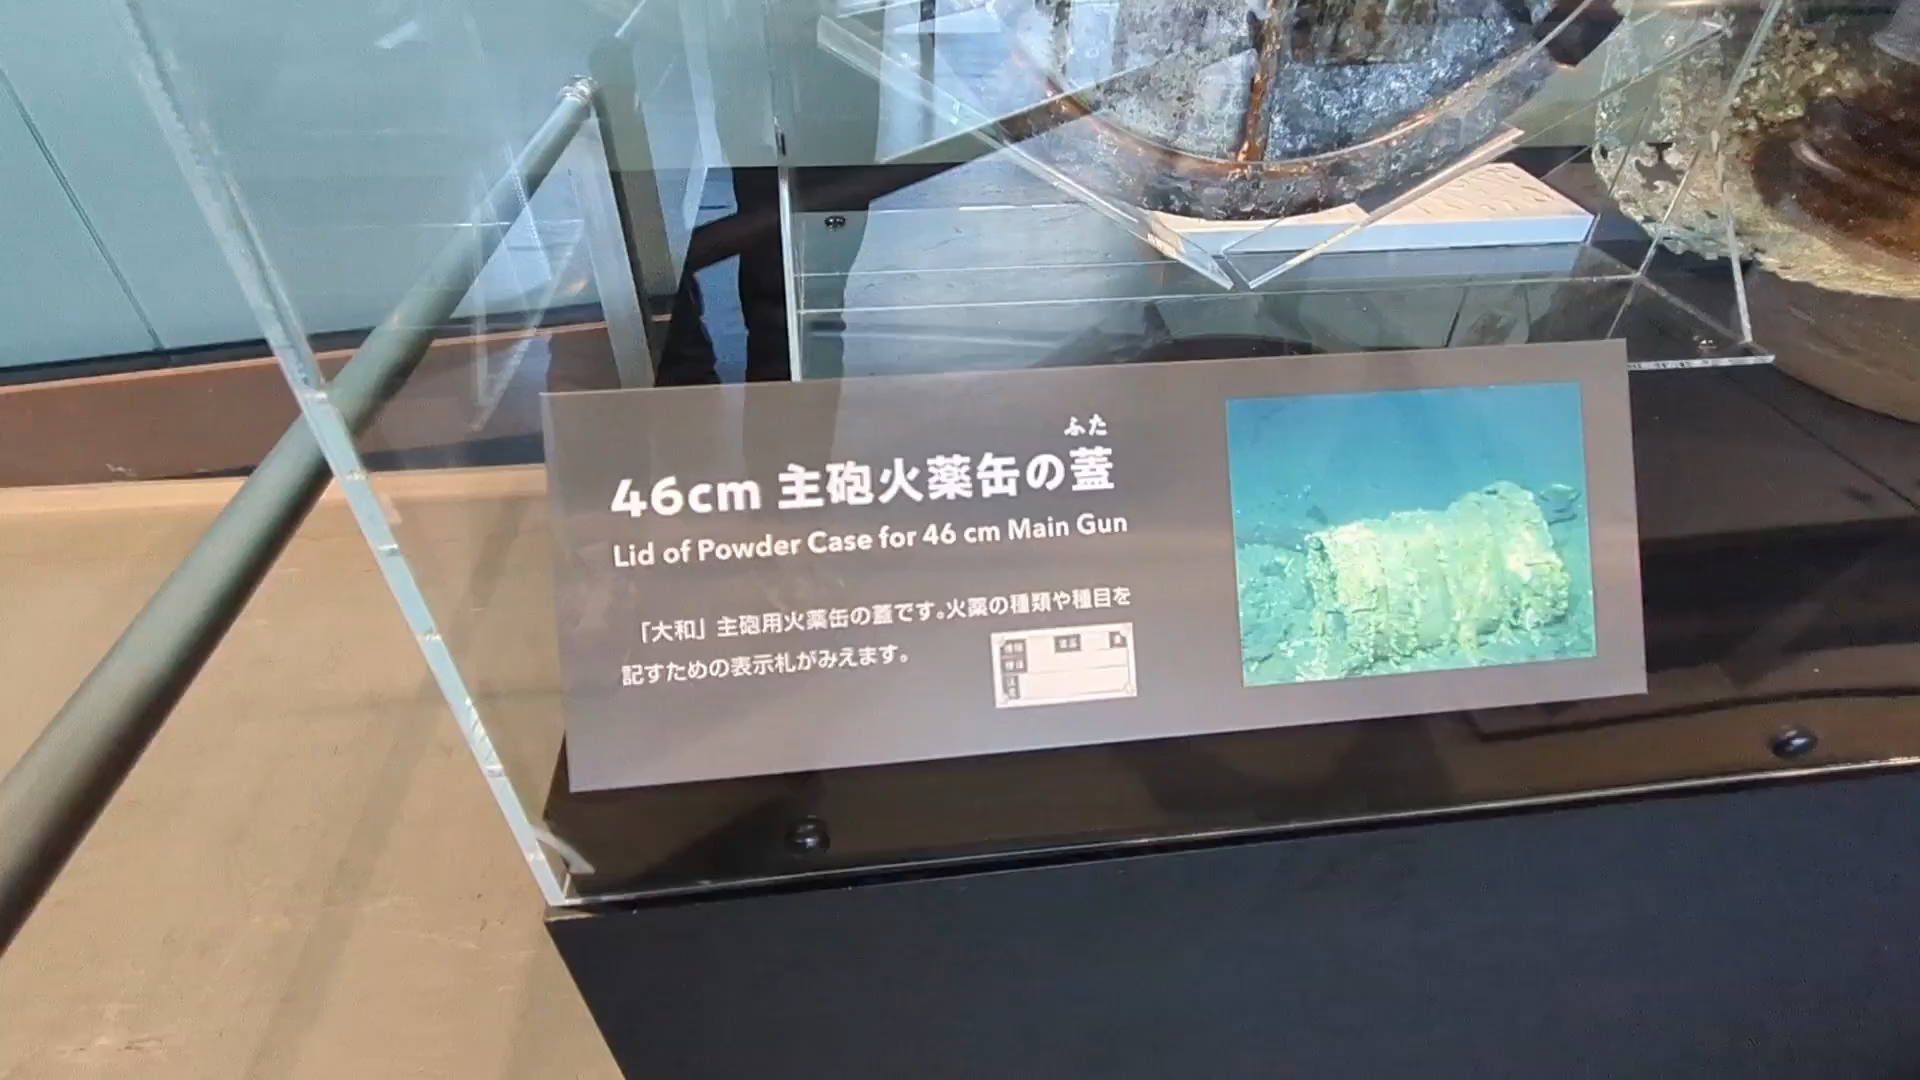 ふた
46cm 主砲火薬缶の蓋
Lid of Powder Case for 46 cm Main Gun
「大和」主砲用火薬缶の蓋です。火薬の種類や種目を
記すための表示札がみえます。